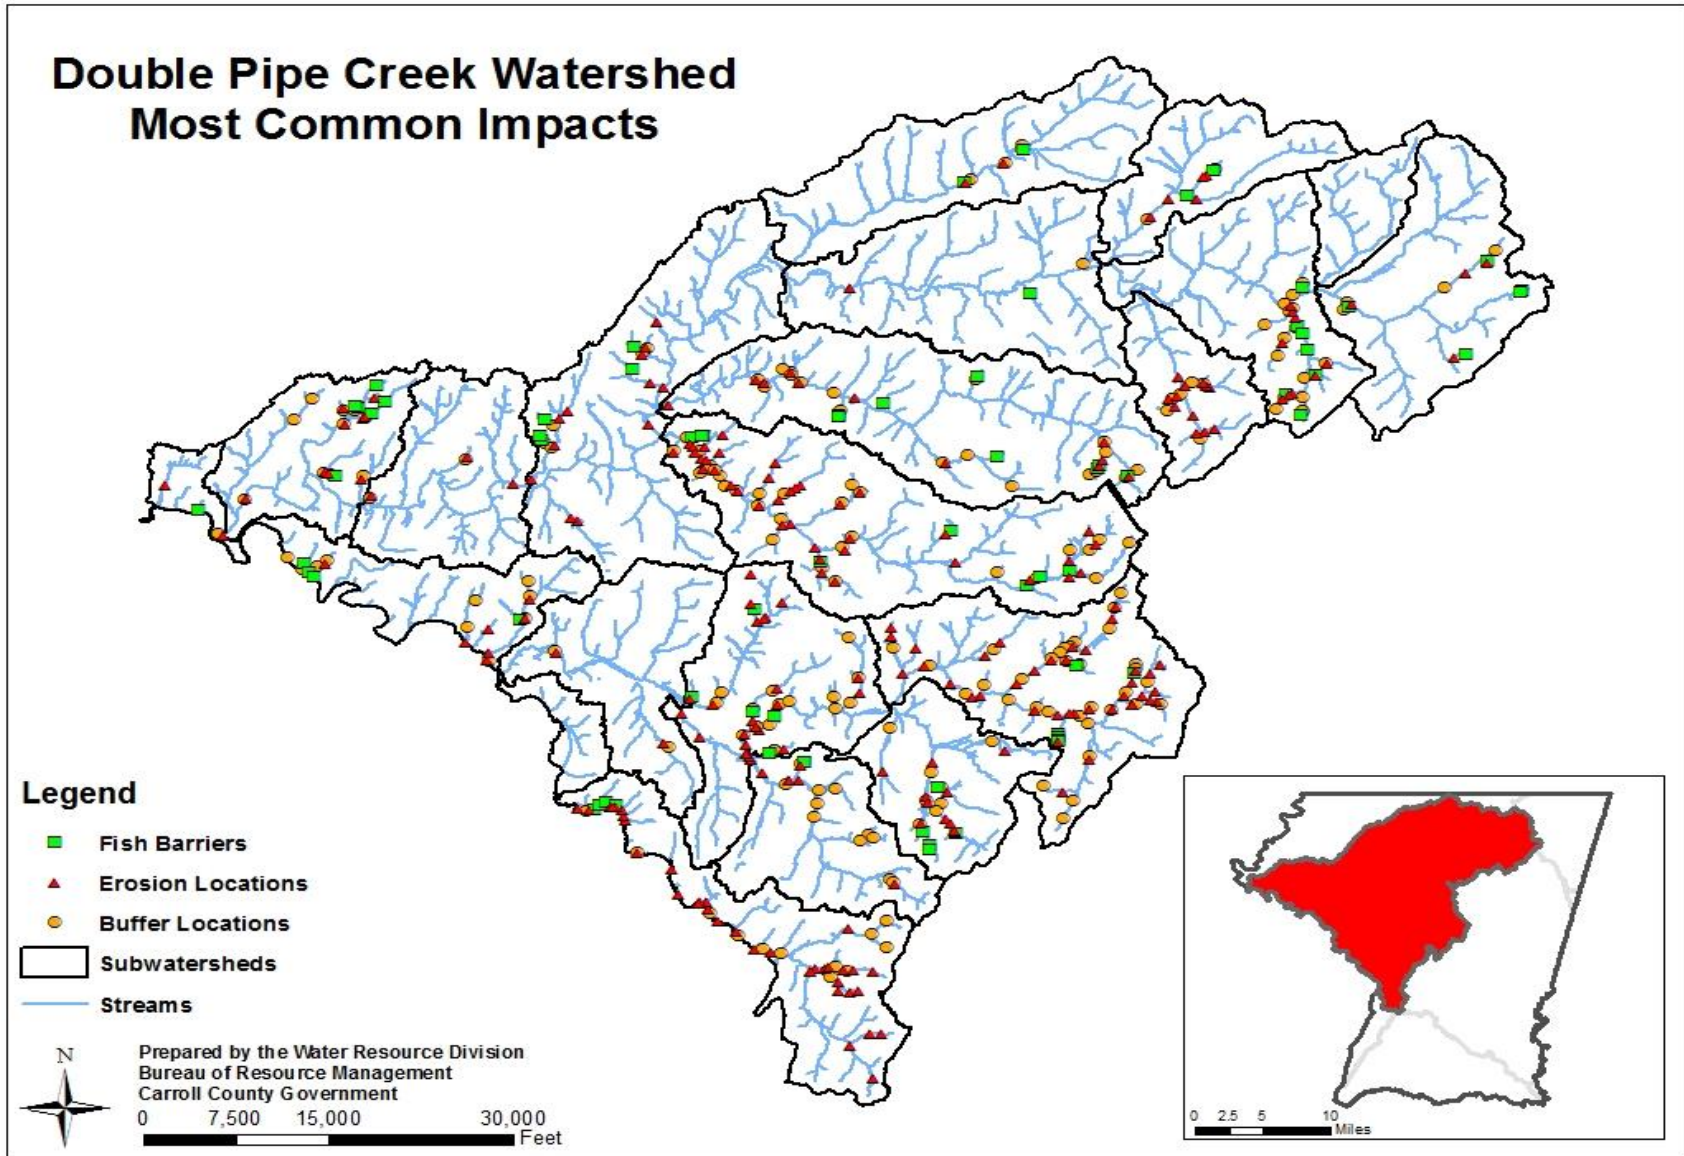 Double Pipe Creek Watershed
Most Common Impacts
Legend
Fish Barriers
Erosion Locations
Buffer Locations
Subwatersheds
Streams
N
Prepared by the Water Resource Division
Bureau of Resource Management
Carroll County Government
0 7,500 15,000 30,000
Feet
0 2.5 5 10
Miles